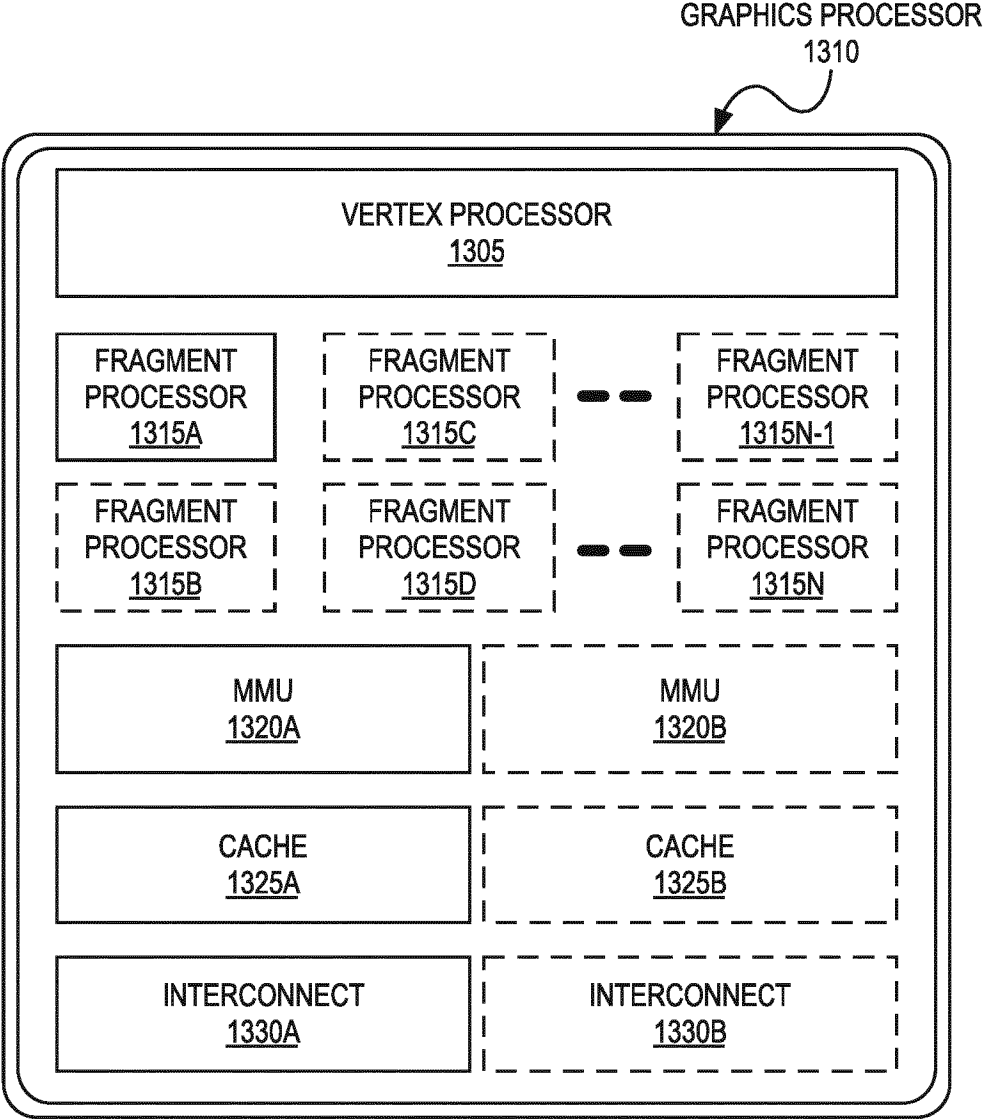 GRAPHICS PROCESSOR
1310
VERTEX PROCESSOR
1305
FRAGMENT
PROCESSOR
1315A
FRAGMENT
PROCESSOR
1315C
FRAGMENT
PROCESSOR
1315N-1
FRAGMENT
PROCESSOR
1315B
FRAGMENT
PROCESSOR
1315D
FRAGMENT
PROCESSOR
1315N
MMU
1320A
MMU
1320B
CACHE
1325A
CACHE
1325B
INTERCONNECT
1330A
INTERCONNECT
1330B